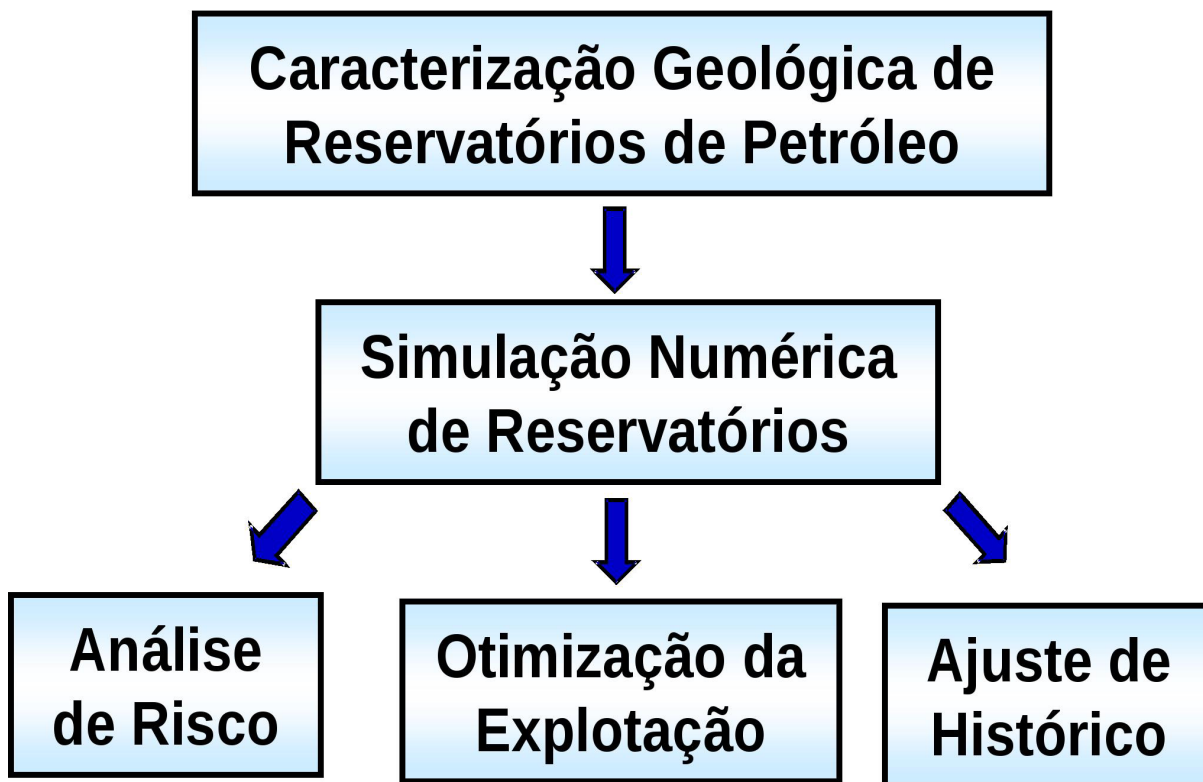 Caracterização Geológica de
Reservatórios de Petróleo
Simulação Numérica
de Reservatórios
Análise
de Risco
Otimização da
Explotação
Ajuste de
Histórico